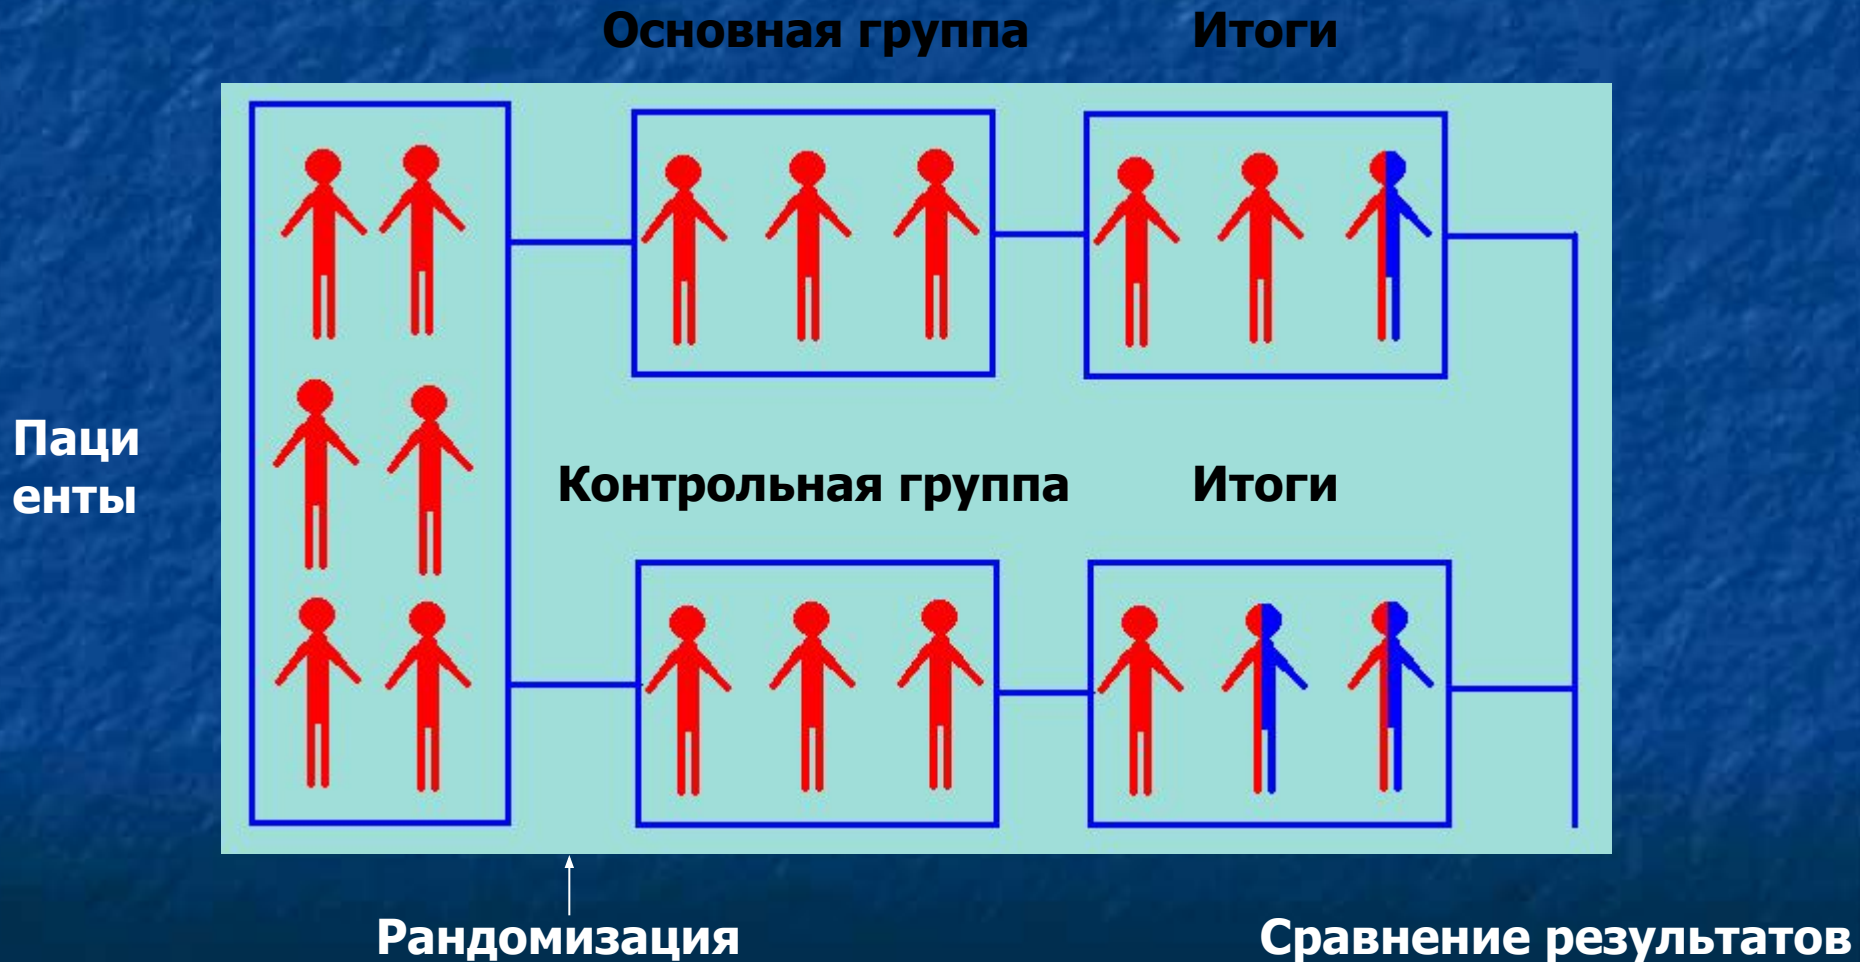 Основная группа Итоги
Паци
енты
Контрольная группа Итоги
Рандомизация Сравнение результатов